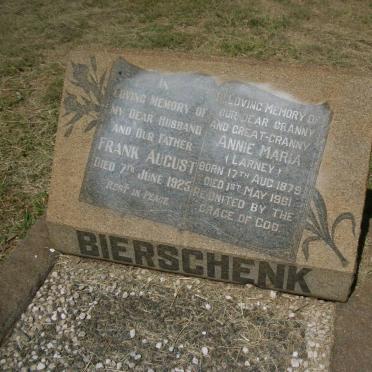 IN
LOVING MEMORY OF
MY DEAR HUSBAND
AND OUR FATHER
FRANK AUGUST
DIED 7TH JUNE 1925
REST IN PEACE
LOVING MEMORY OF
OUR DEAR GRANNY
AND GREAT-GRANNY
ANNIE MARIA
(LARNEY)
BORN 17TH AUG 1879
DIED 1ST MAY 1961
REUNITED BY THE
GRACE OF GOD
BIERSCHENK